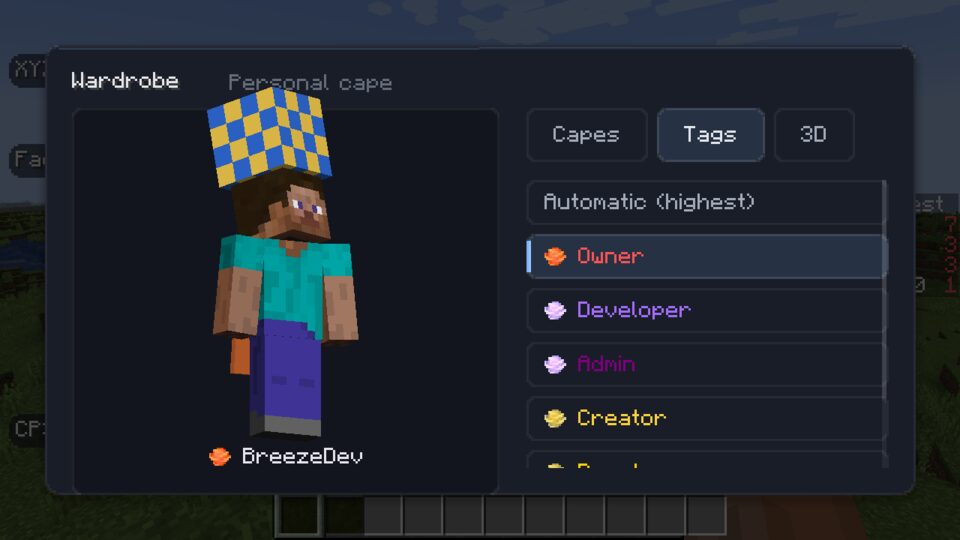 Wardrobe Personal cape
Capes Tags 3D
Automatic (highest)
Owner
Developer
Admin
Creator
BreezeDev